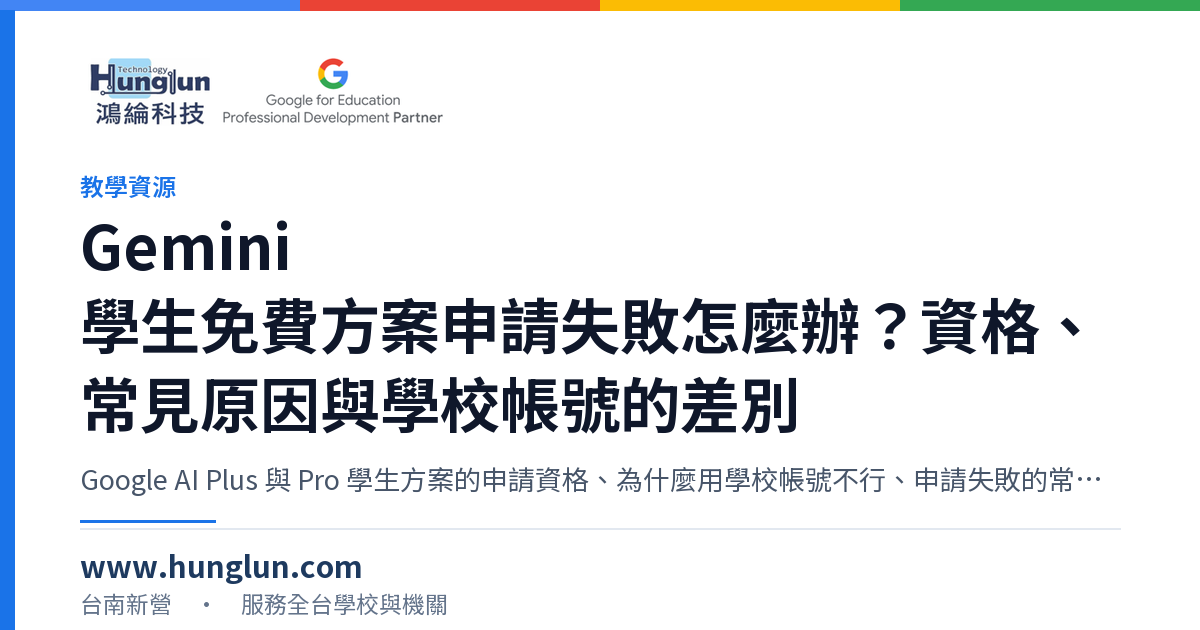 Technology
Hunglun
鴻綸科技
Google for Education
Professional Development Partner
教學資源
Gemini
學生免費方案申請失敗怎麼辦？資格、
常見原因與學校帳號的差別
Google AI Plus 與 Pro 學生方案的申請資格、為什麼用學校帳號不行、申請失敗的常…
www.hunglun.com
台南新營 • 服務全台學校與機關